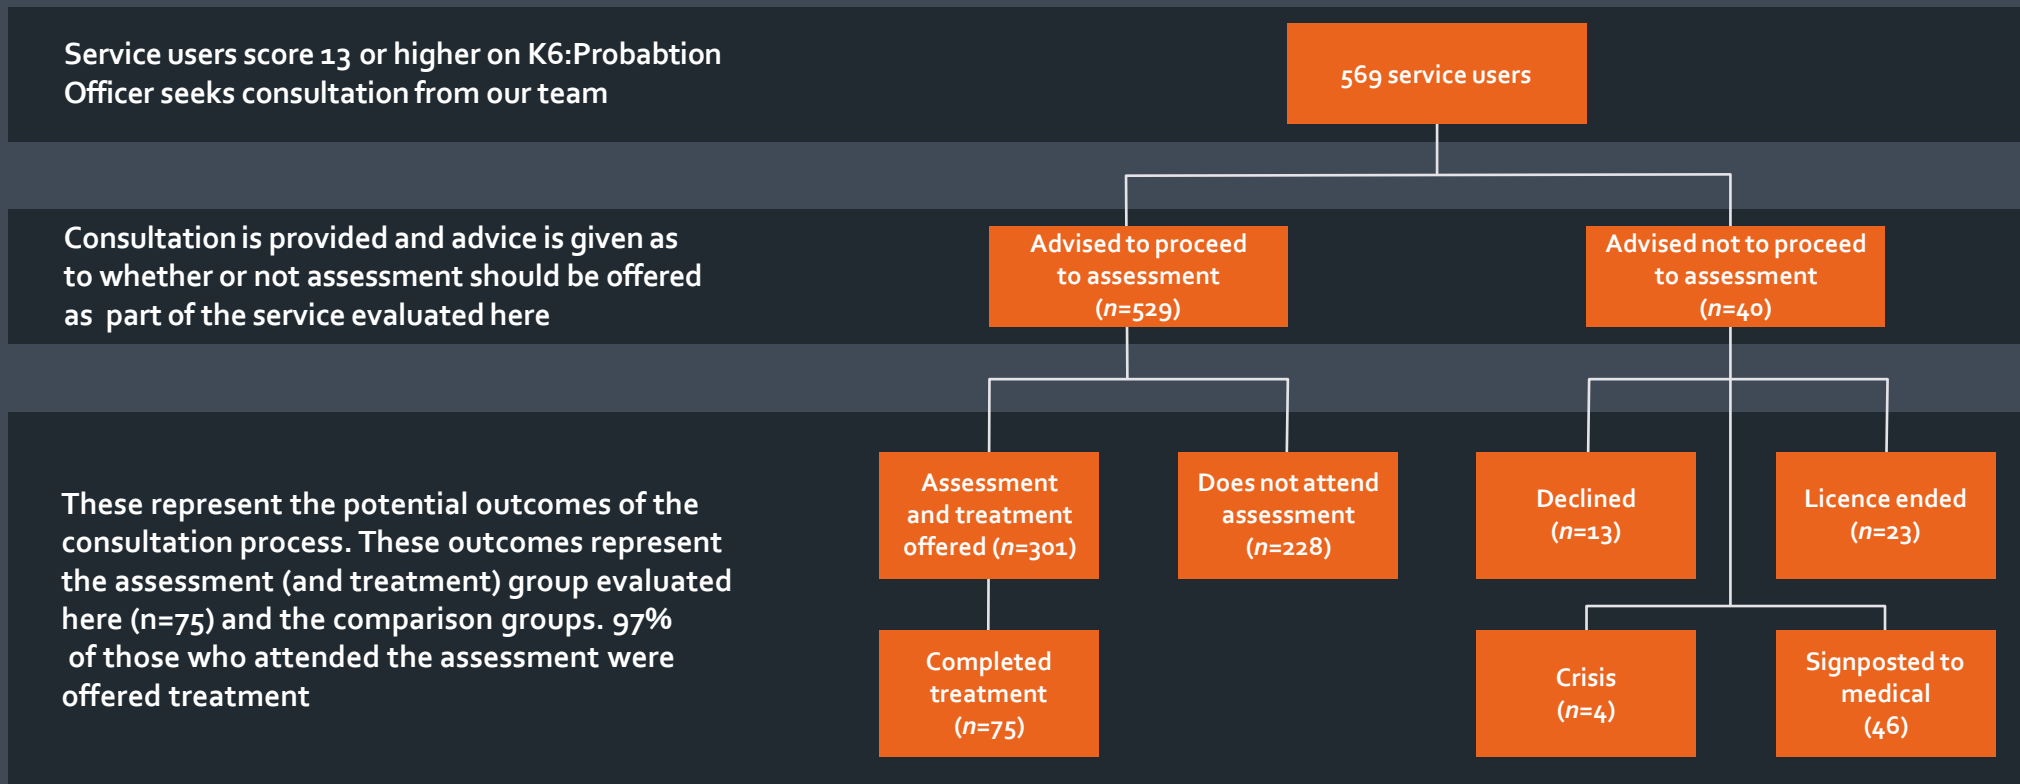 Service users score 13 or higher on K6:Probabtion
Officer seeks consultation from our team
569 service users
Consultation is provided and advice is given as
to whether or not assessment should be offered
as part of the service evaluated here
Advised to proceed
to assessment
(n=529)
Advised not to proceed
to assessment
(n=40)
These represent the potential outcomes of the
consultation process. These outcomes represent
the assessment (and treatment) group evaluated
here (n=75) and the comparison groups. 97%
of those who attended the assessment were
offered treatment
Assessment
and treatment
offered (n=301)
Does not attend
assessment
(n=228)
Declined
(n=13)
Licence ended
(n=23)
Completed
treatment
(n=75)
Crisis
(n=4)
Signposted to
medical
(46)